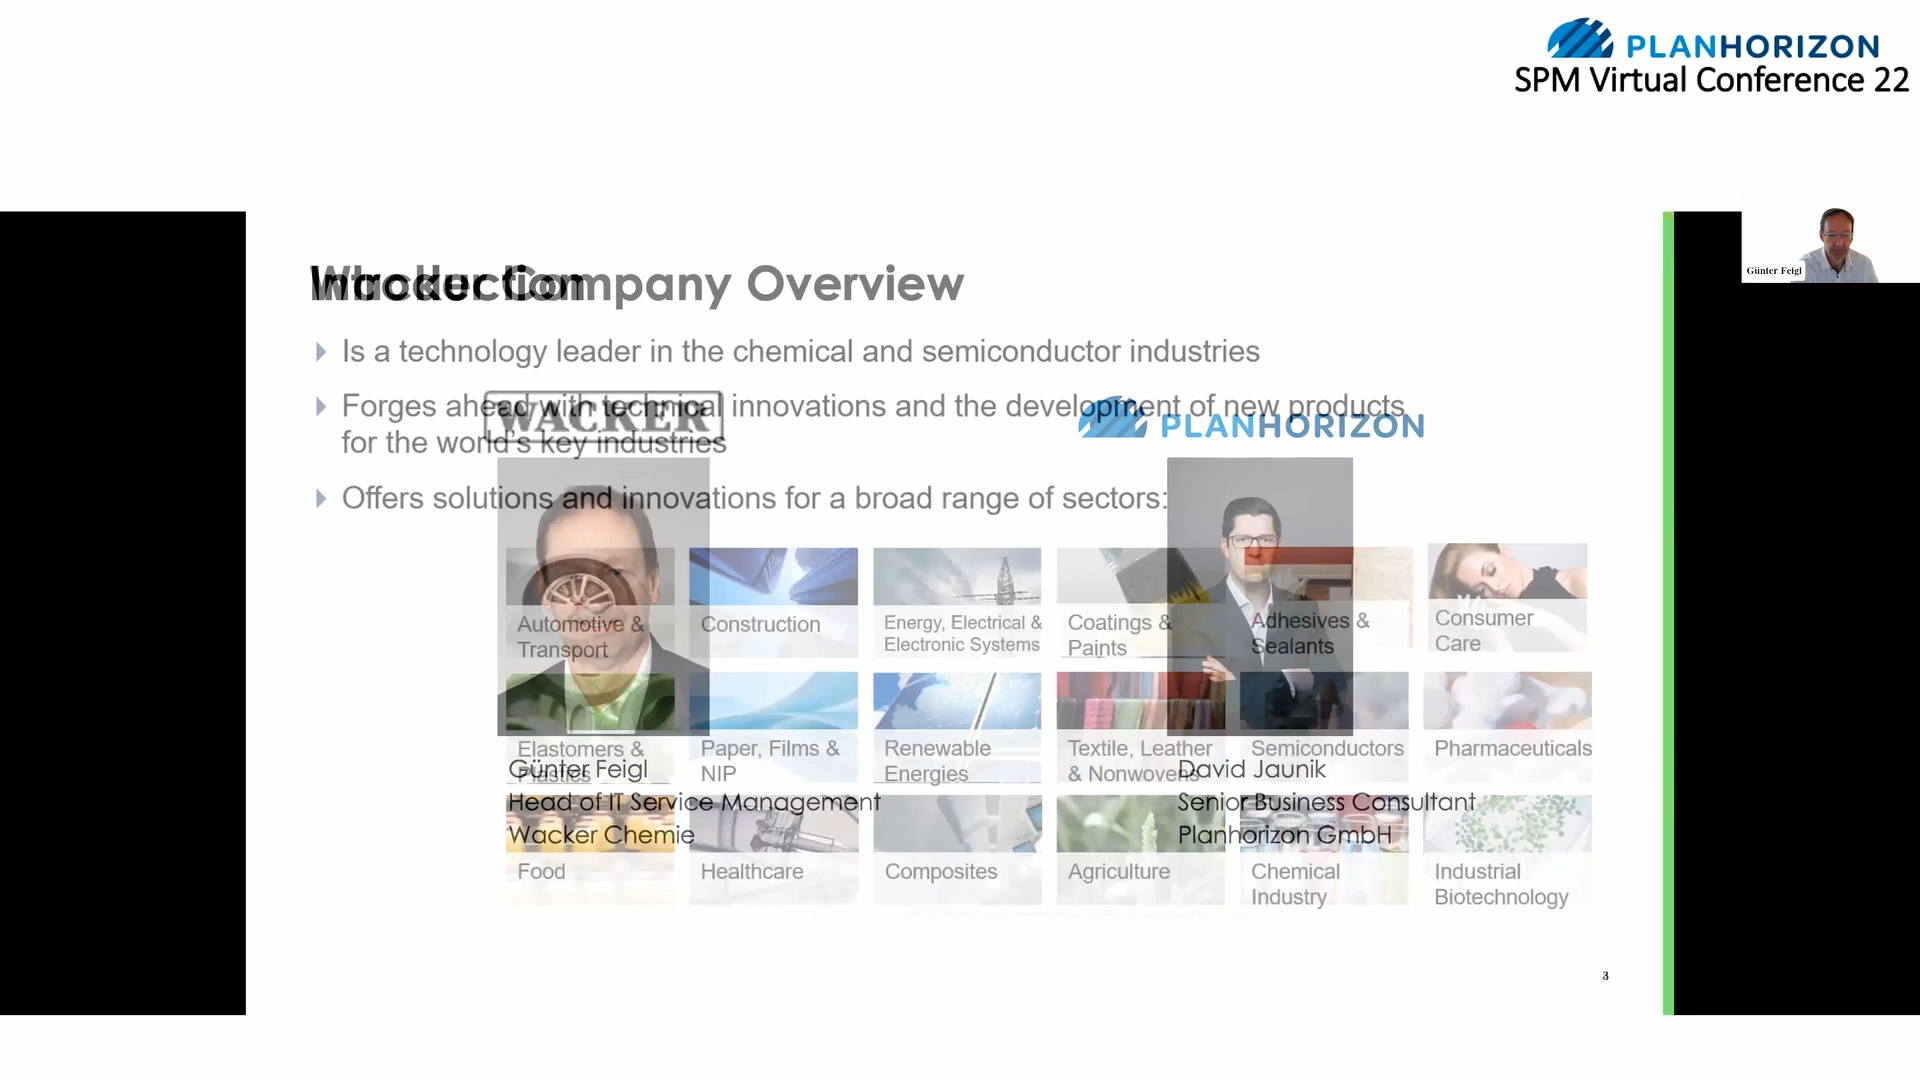 PLANHORIZON
SPM Virtual Conference 22
Günter Feigl
Introduction
Wacker Company Overview
Is a technology leader in the chemical and semiconductor industries
Forges ahead with technical innovations and the development of new products
for the world's key industries
Offers solutions and innovations for a broad range of sectors:
WACKER
PLANHORIZON
Automotive &
Transport
Construction
Energy, Electrical &
Electronic Systems
Coatings &
Paints
Adhesives &
Sealants
Consumer
Care
Elastomers &
Plastics
Paper, Films &
NIP
Renewable
Energies
Textile, Leather
& Nonwovens
Semiconductors
Pharmaceuticals
Günter Feigl
Head of IT Service Management
Wacker Chemie
David Jaunik
Senior Business Consultant
Planhorizon GmbH
Food
Healthcare
Composites
Agriculture
Chemical
Industry
Industrial
Biotechnology